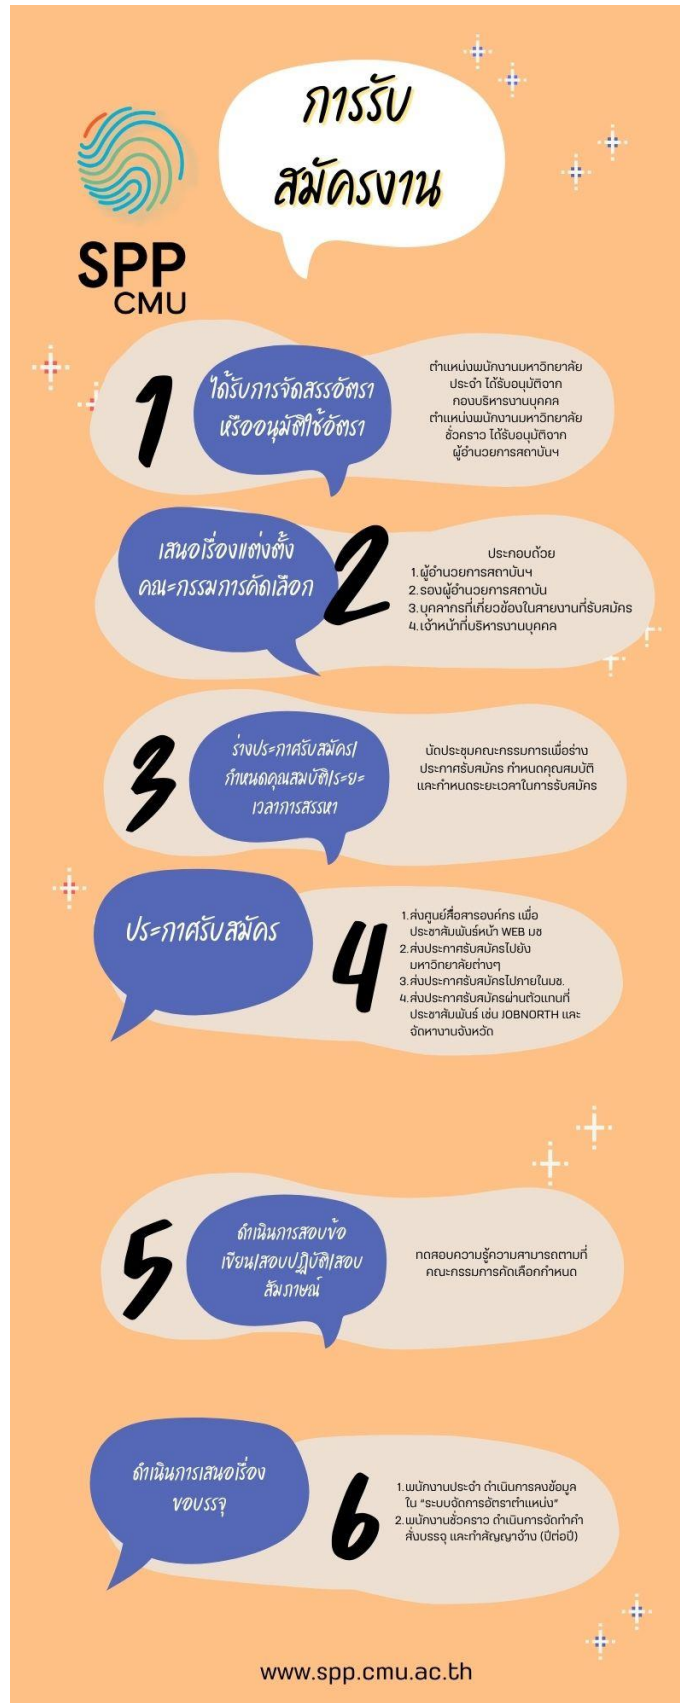 การรับ
สมัครงาน
SPP
CMU
1
ได้รับการจัดสรรอัตรา
หรืออนุมัติใช้อัตรา
ตำแหน่งพนักงานมหาวิทยาลัย
ประจำ ได้รับอนุมัติจาก
กองบริหารงานบุคคล
ตำแหน่งพนักงานมหาวิทยาลัย
ชั่วคราว ได้รับอนุมัติจาก
ผู้อำนวยการสถาบันฯ
เสนอเรื่องแต่งตั้ง
คณะกรรมการคัดเลือก
2
ประกอบด้วย
1.ผู้อำนวยการสถาบันฯ
2.รองผู้อำนวยการสถาบัน
3.บุคลากรที่เกี่ยวข้องในสายงานที่รับสมัคร
4.เจ้าหน้าที่บริหารงานบุคคล
3
ร่างประกาศรับสมัคร/
กำหนดคุณสมบัติ/ระยะ
เวลาการสรรหา
นัดประชุมคณะกรรมการเพื่อร่าง
ประกาศรับสมัคร กำหนดคุณสมบัติ
และกำหนดระยะเวลาในการรับสมัคร
ประกาศรับสมัคร
4
1.ส่งศูนย์สื่อสารองค์กร เพื่อ
ประชาสัมพันธ์หน้า WEB มช
2.ส่งประกาศรับสมัครไปยัง
มหาวิทยาลัยต่างๆ
3.ส่งประกาศรับสมัครไปภายในมช.
4.ส่งประกาศรับสมัครผ่านตัวแทนที่
ประชาสัมพันธ์ เช่น JOBNORTH และ
จัดหางานจังหวัด
5
ดำเนินการสอบข้อ
เขียน/สอบปฏิบัติ/สอบ
สัมภาษณ์
ทดสอบความรู้ความสามารถตามที่
คณะกรรมการคัดเลือกกำหนด
ดำเนินการเสนอเรื่อง
ขอบรรจุ
6
1.พนักงานประจำ ดำเนินการลงข้อมูล
ใน "ระบบจัดการอัตราตำแหน่ง"
2.พนักงานชั่วคราว ดำเนินการจัดทำคำ
สั่งบรรจุ และทำสัญญาจ้าง (ปีต่อปี)
www.spp.cmu.ac.th